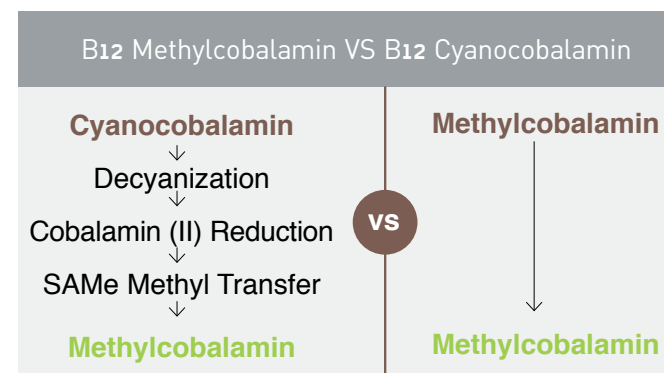 B12 Methylcobalamin VS B12 Cyanocobalamin
Cyanocobalamin
Decyanization
Cobalamin (II) Reduction
SAMe Methyl Transfer
Methylcobalamin
vs
Methylcobalamin
Methylcobalamin